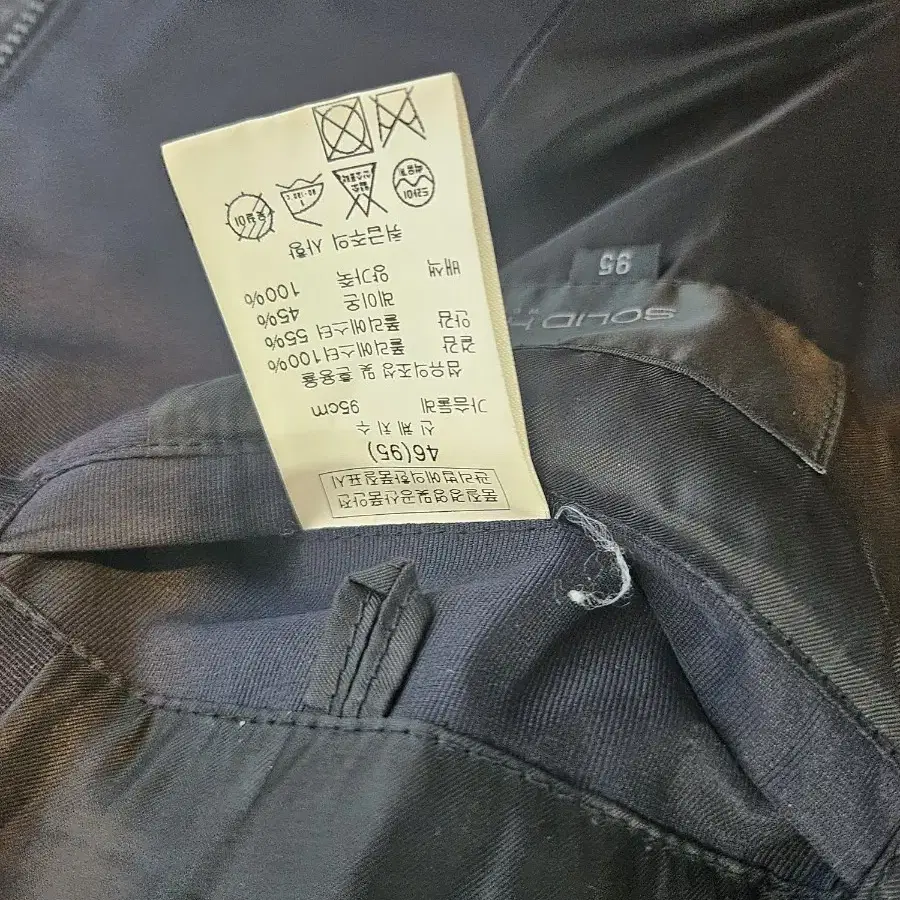 품질경영및공산품안전
관리법에의한품질표시
46(95)
신 체 치 수
가슴둘레 95cm
섬유의조성 및 혼용율
겉감 폴리에스터100%
안감 폴리에스터 55%
레이온 45%
배색 양가죽 100%
취급주의 사항
95
SOLID